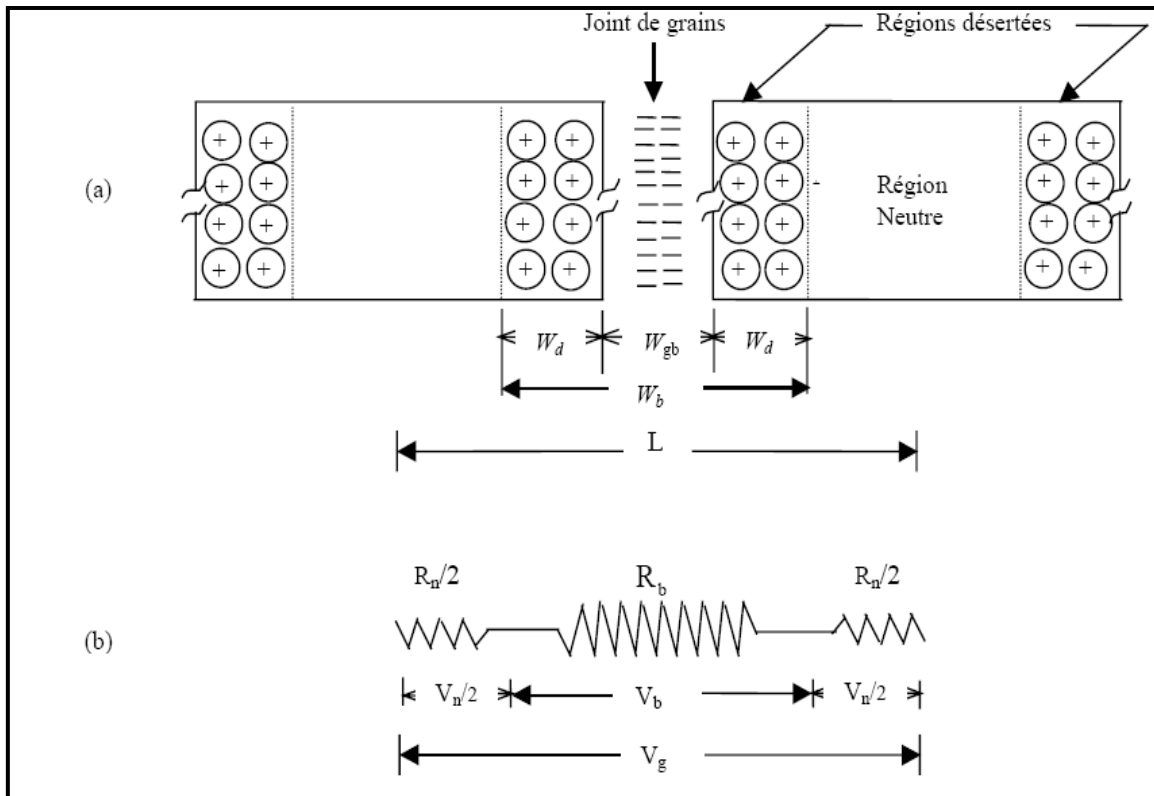 Joint de grains
Régions désertées
+ + + + + + + +
+ + + + + + + +
+ + + + + + + +
+ + + + + + + +
(a)
Région
Neutre
W_d W_gb W_d
W_b
L
R_n/2 R_b R_n/2
(b)
V_n/2 V_b V_n/2
V_g